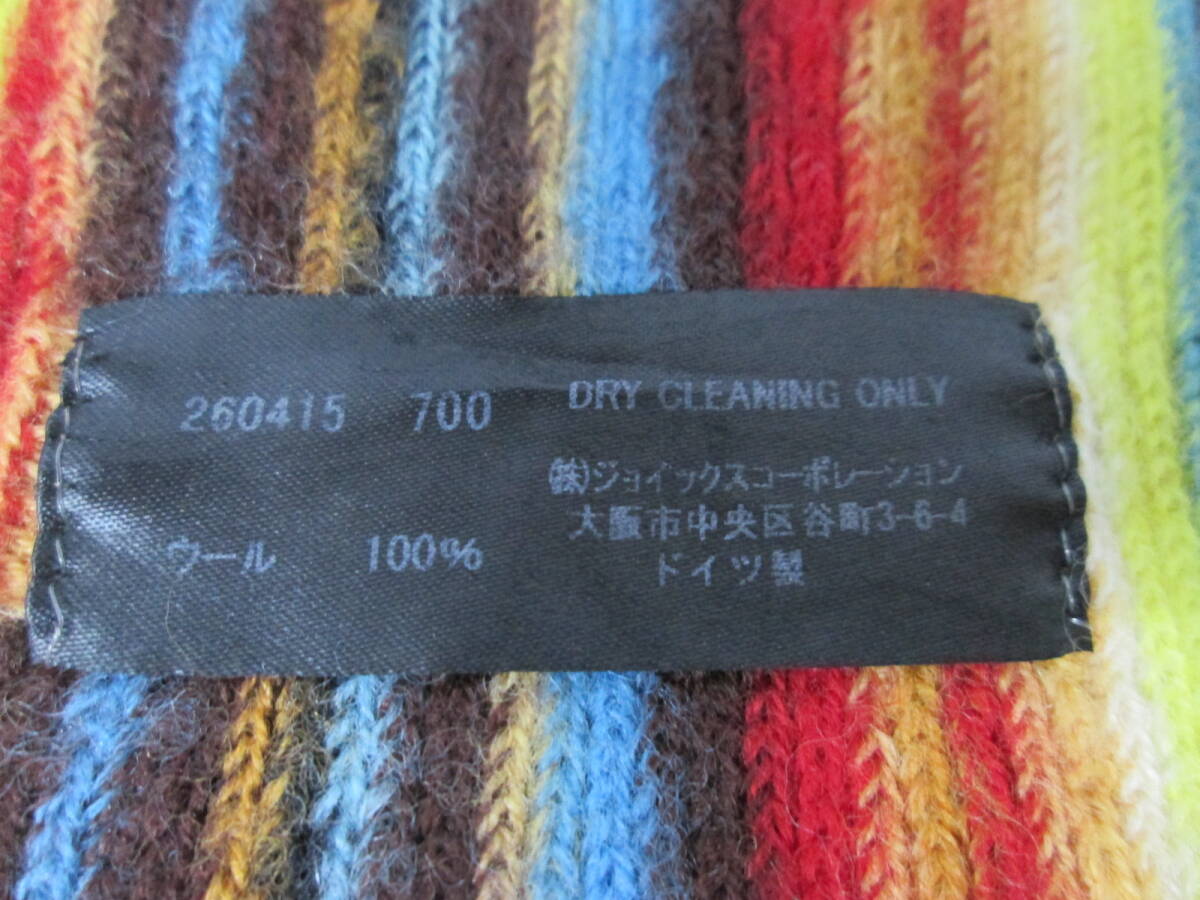 260415 700
ウール 100%
DRY CLEANING ONLY
㈱ジョイックスコーポレーション
大阪市中央区谷町3-6-4
ドイツ製